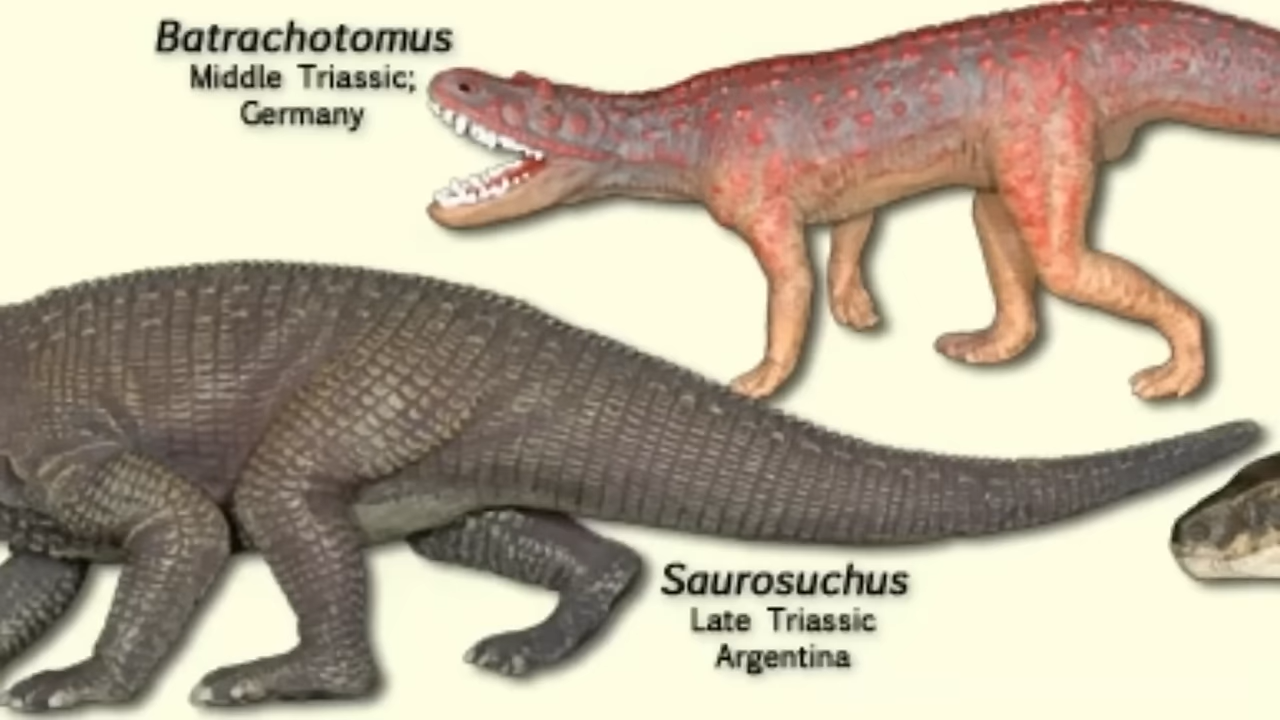 Batrachotomus
Middle Triassic;
Germany
Saurosuchus
Late Triassic
Argentina